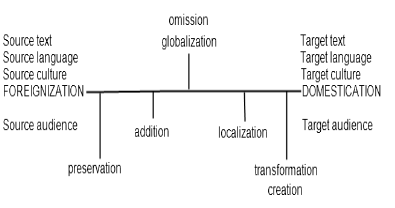 omission
globalization
Source text
Source language
Source culture
FOREIGNIZATION
Source audience
Target text
Target language
Target culture
DOMESTICATION
Target audience
preservation
addition
localization
transformation
creation